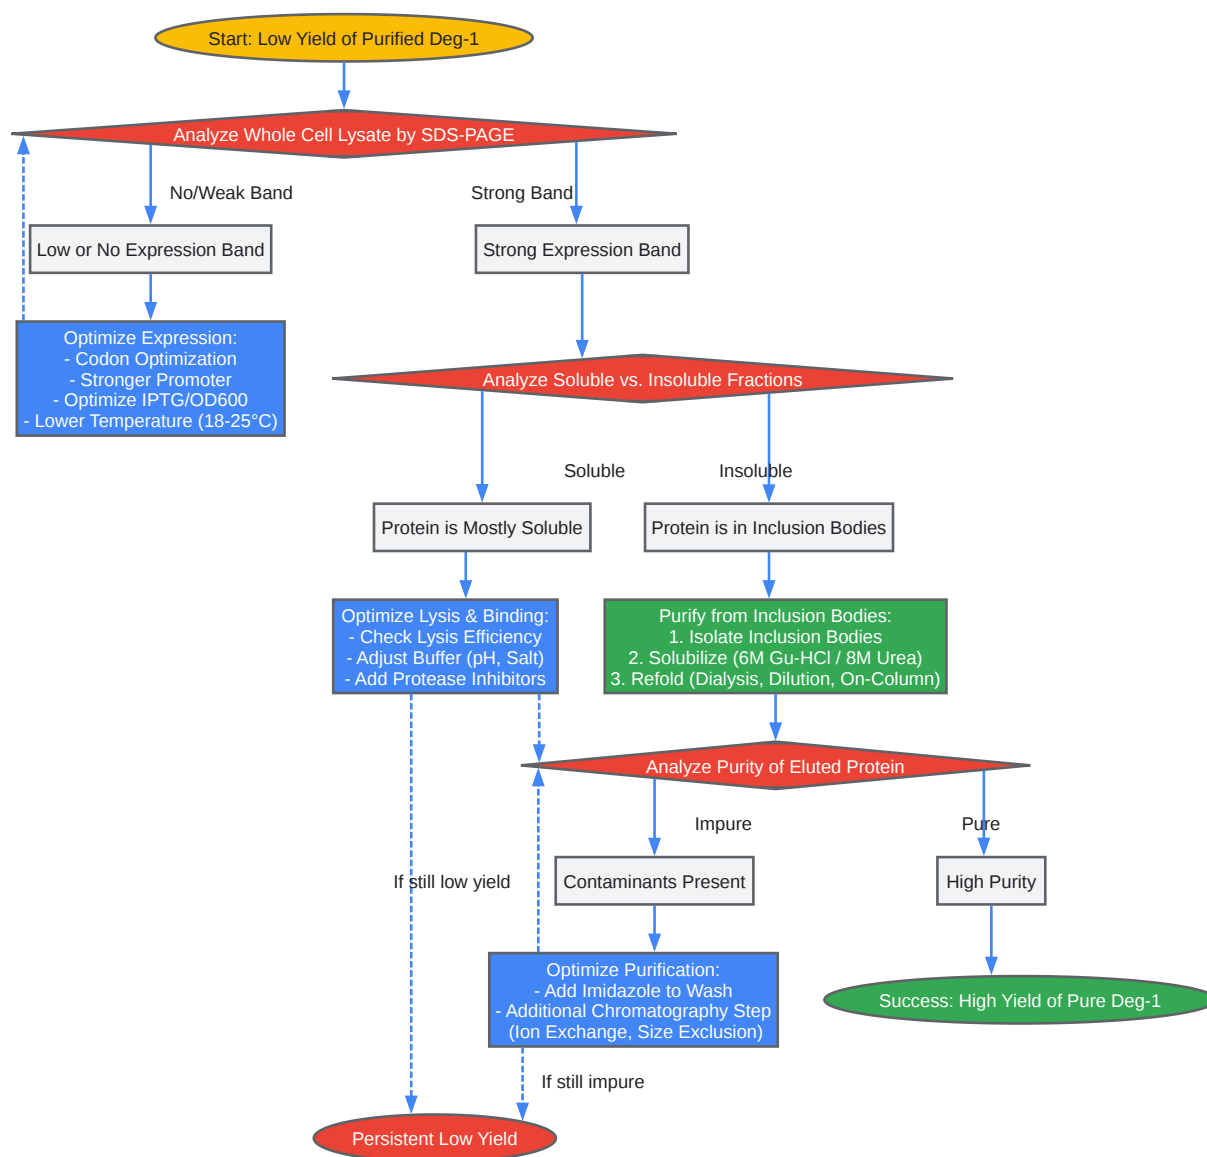 Start: Low Yield of Purified Deg-1
Analyze Whole Cell Lysate by SDS-PAGE
No/Weak Band
Strong Band
Low or No Expression Band
Strong Expression Band
Optimize Expression:
- Codon Optimization
- Stronger Promoter
- Optimize IPTG/OD600
- Lower Temperature (18-25°C)
Analyze Soluble vs. Insoluble Fractions
Soluble
Insoluble
Protein is Mostly Soluble
Protein is in Inclusion Bodies
Optimize Lysis & Binding:
- Check Lysis Efficiency
- Adjust Buffer (pH, Salt)
- Add Protease Inhibitors
Purify from Inclusion Bodies:
1. Isolate Inclusion Bodies
2. Solubilize (6M Gu-HCl / 8M Urea)
3. Refold (Dialysis, Dilution, On-Column)
Analyze Purity of Eluted Protein
Impure
Pure
If still low yield
Contaminants Present
High Purity
Optimize Purification:
- Add Imidazole to Wash
- Additional Chromatography Step
(Ion Exchange, Size Exclusion)
Success: High Yield of Pure Deg-1
If still impure
Persistent Low Yield